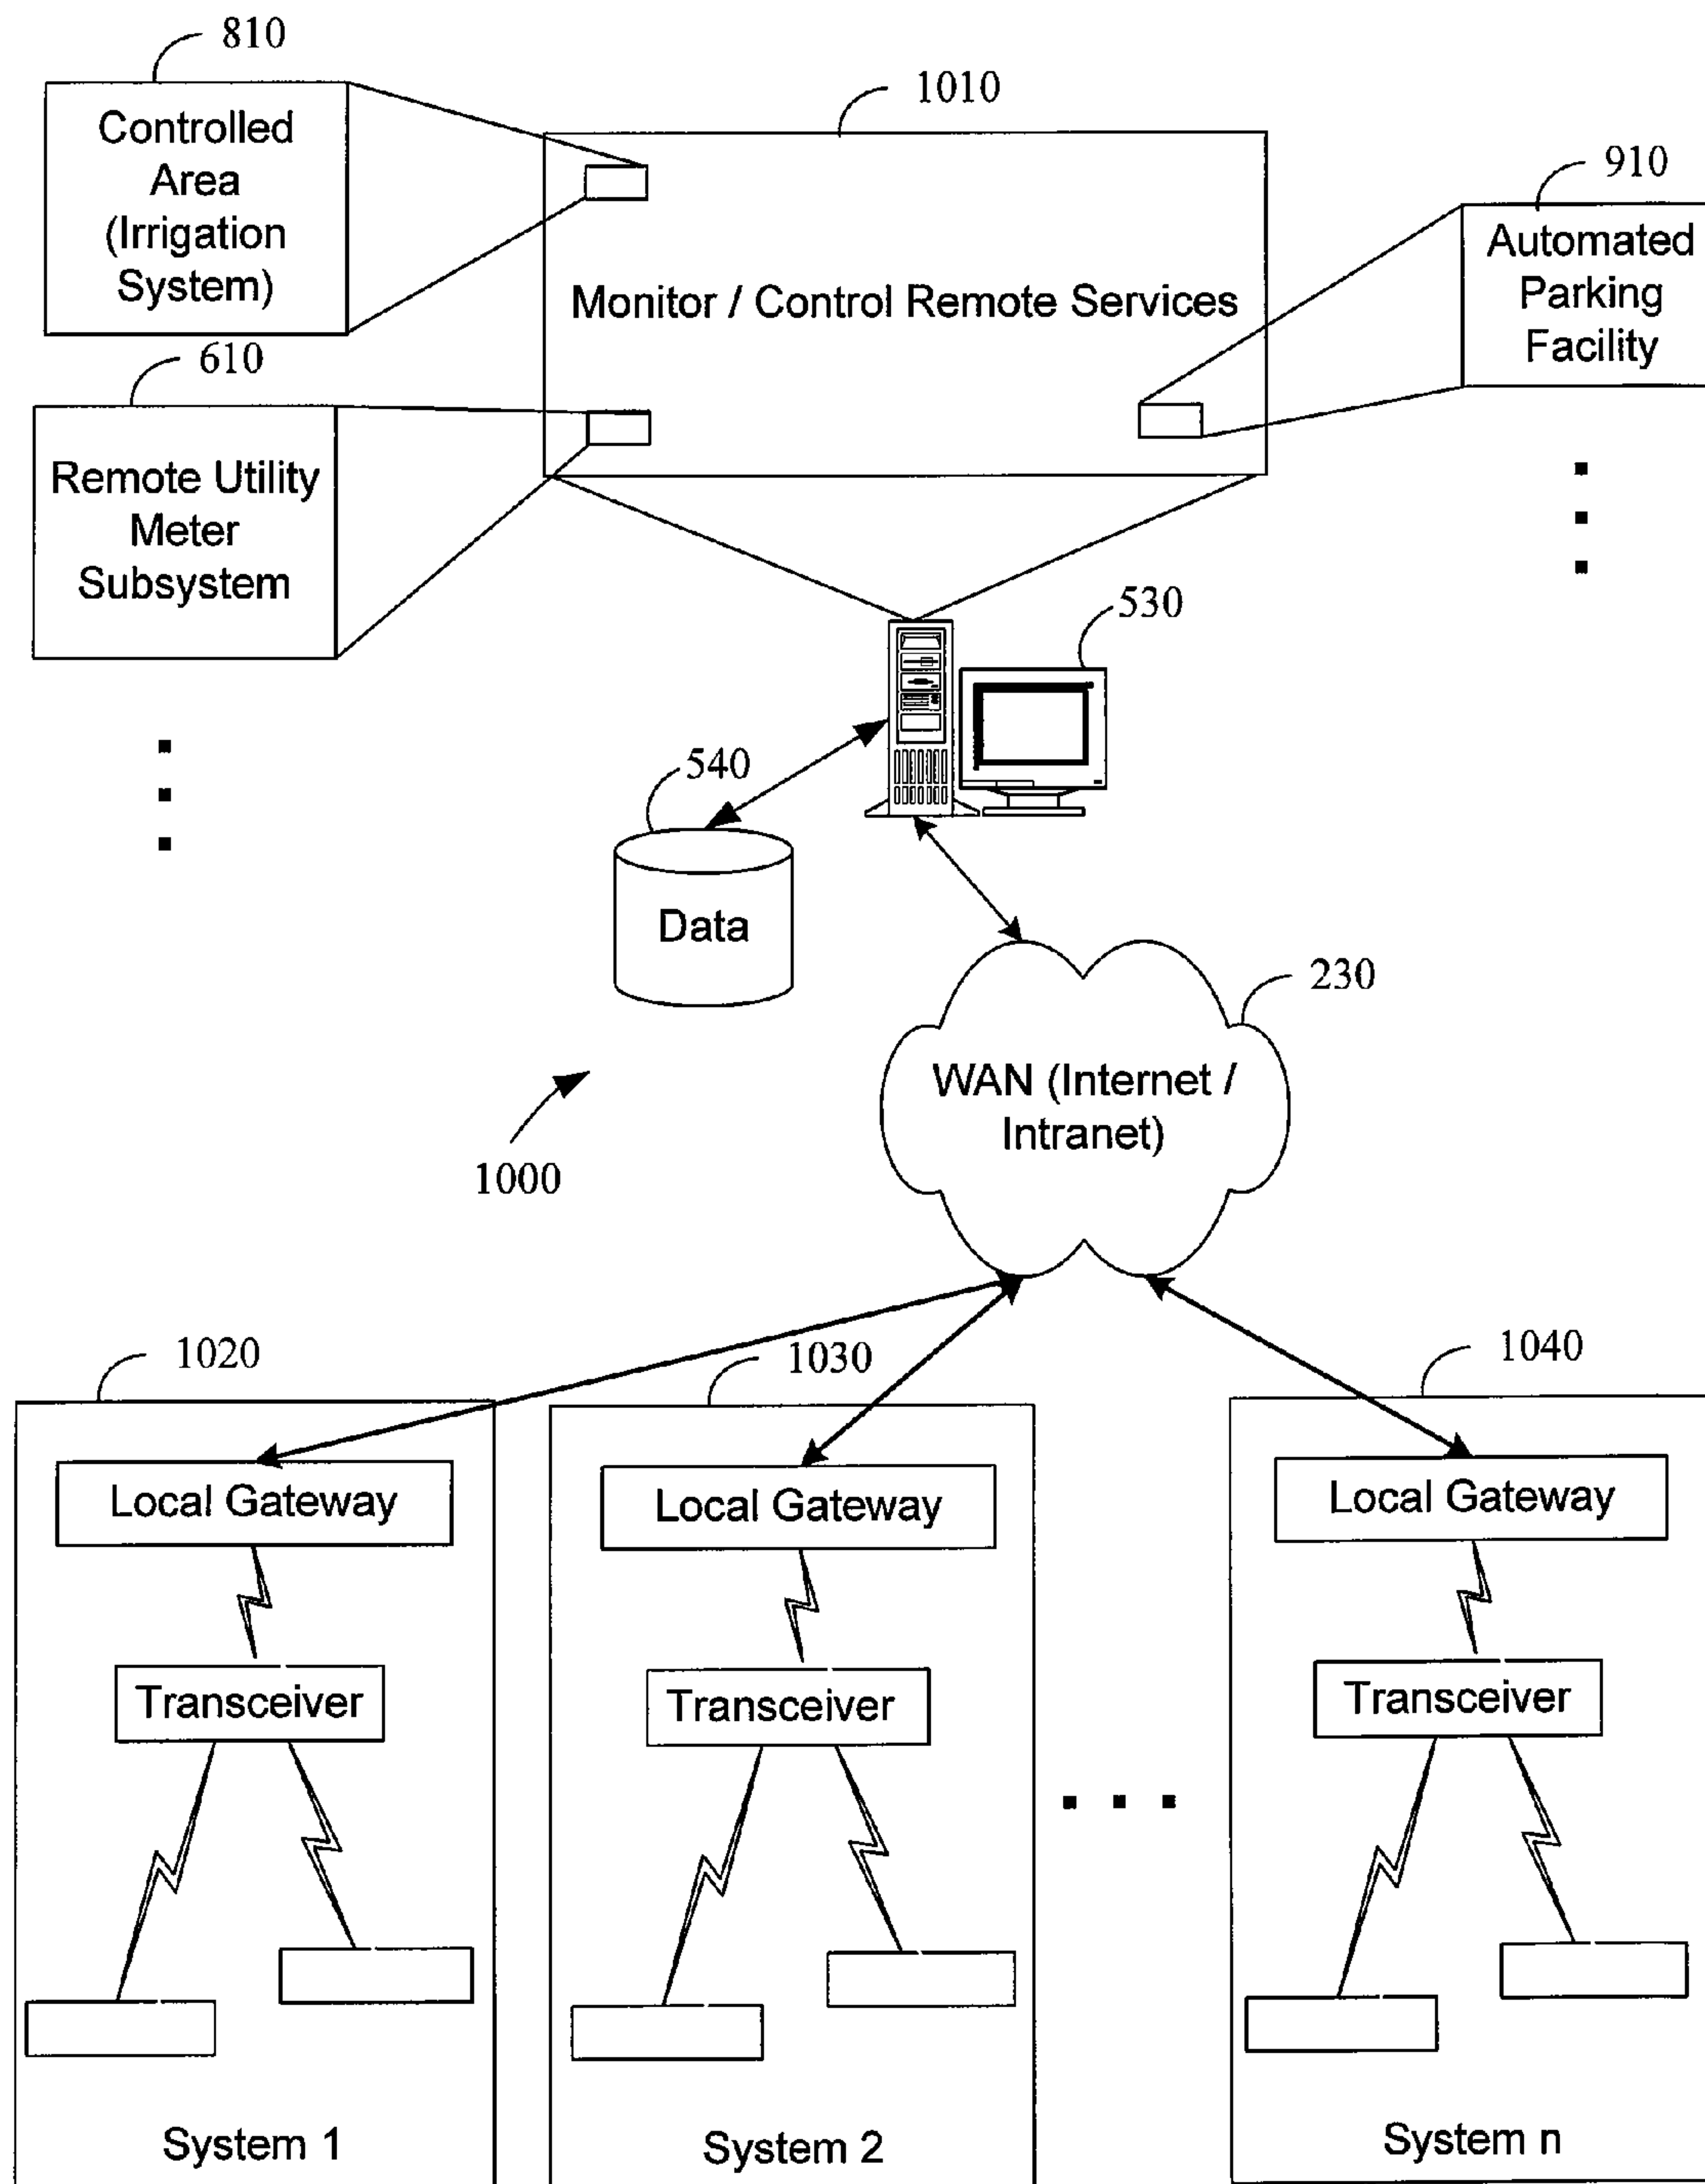 810
Controlled
Area
(Irrigation
System)
1010
Monitor / Control Remote Services
910
Automated
Parking
Facility
610
Remote Utility
Meter
Subsystem
530
540
Data
230
WAN (Internet /
Intranet)
1000
1020
Local Gateway
Transceiver
System 1
1030
Local Gateway
Transceiver
System 2
1040
Local Gateway
Transceiver
System n